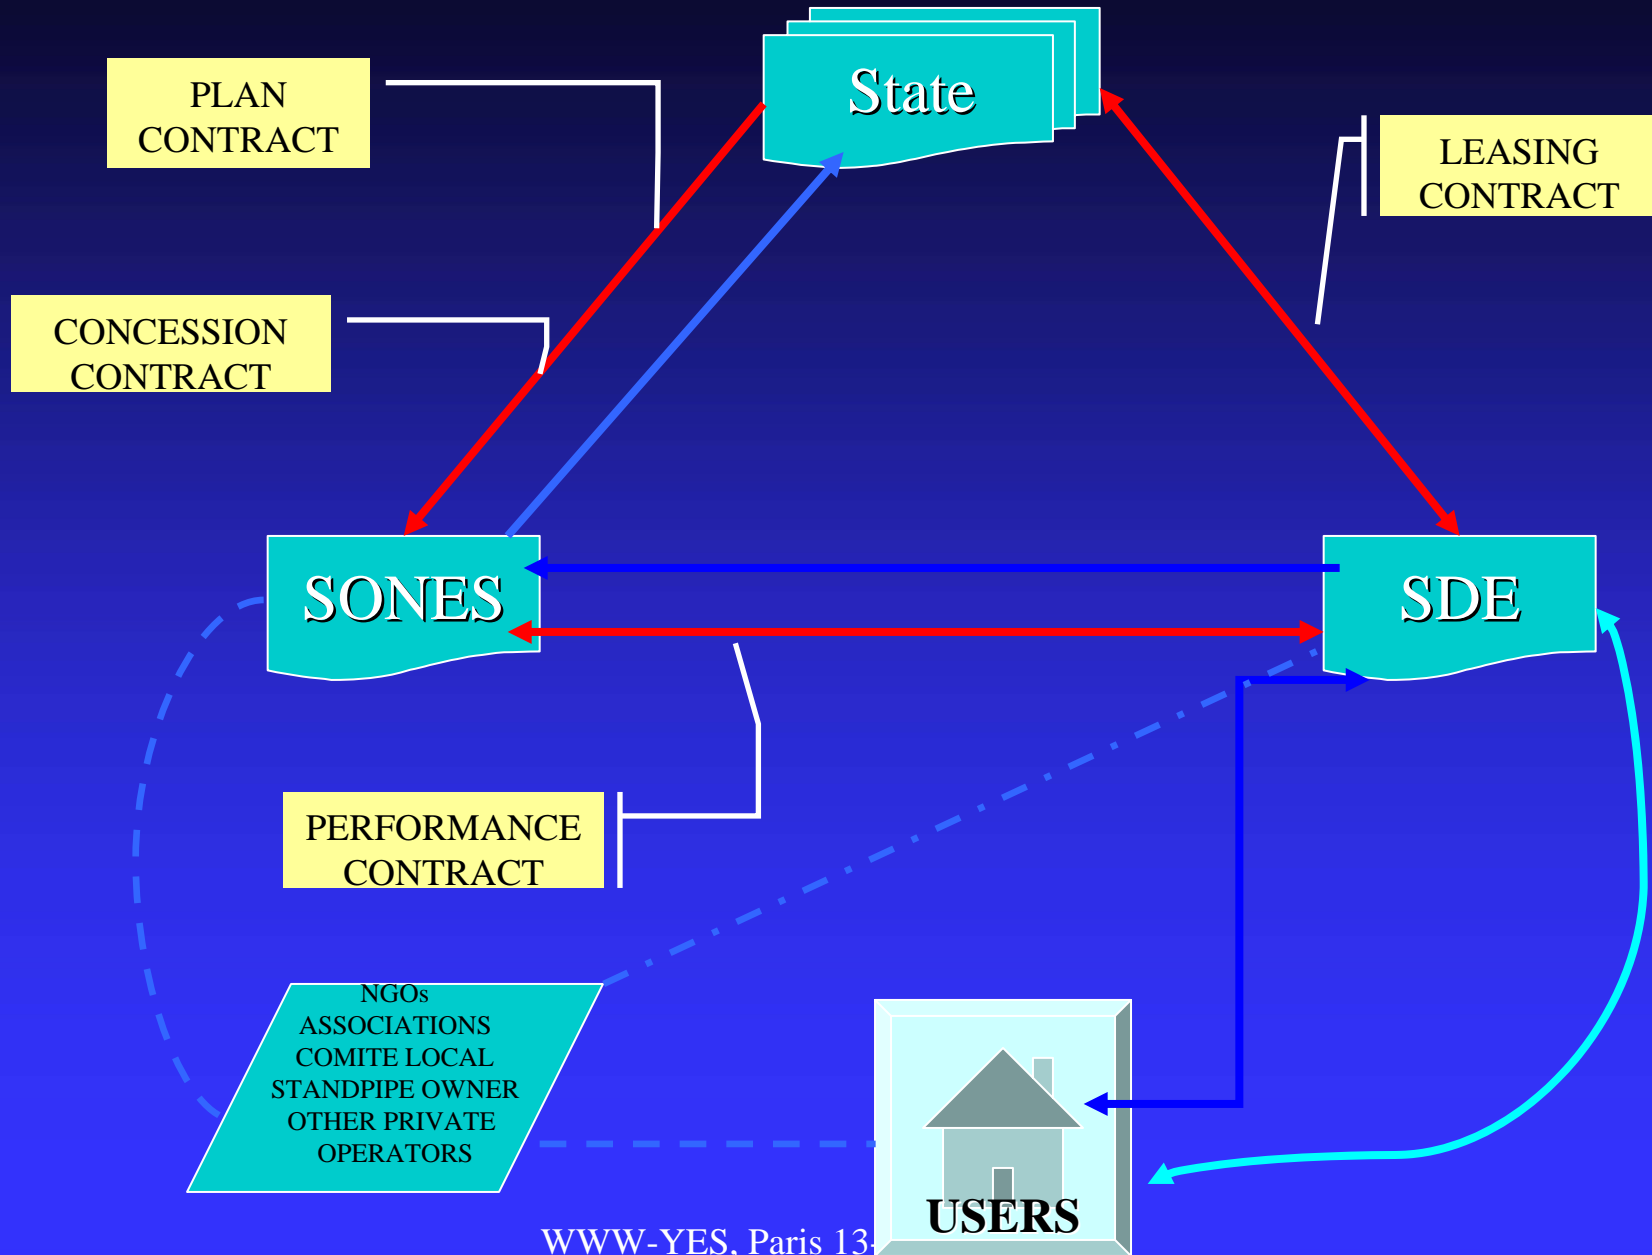 State
PLAN
CONTRACT
LEASING
CONTRACT
CONCESSION
CONTRACT
SONES
SDE
PERFORMANCE
CONTRACT
NGOs
ASSOCIATIONS
COMITE LOCAL
STANDPIPE OWNER
OTHER PRIVATE
OPERATORS
USERS
WWW-YES, Paris 13-